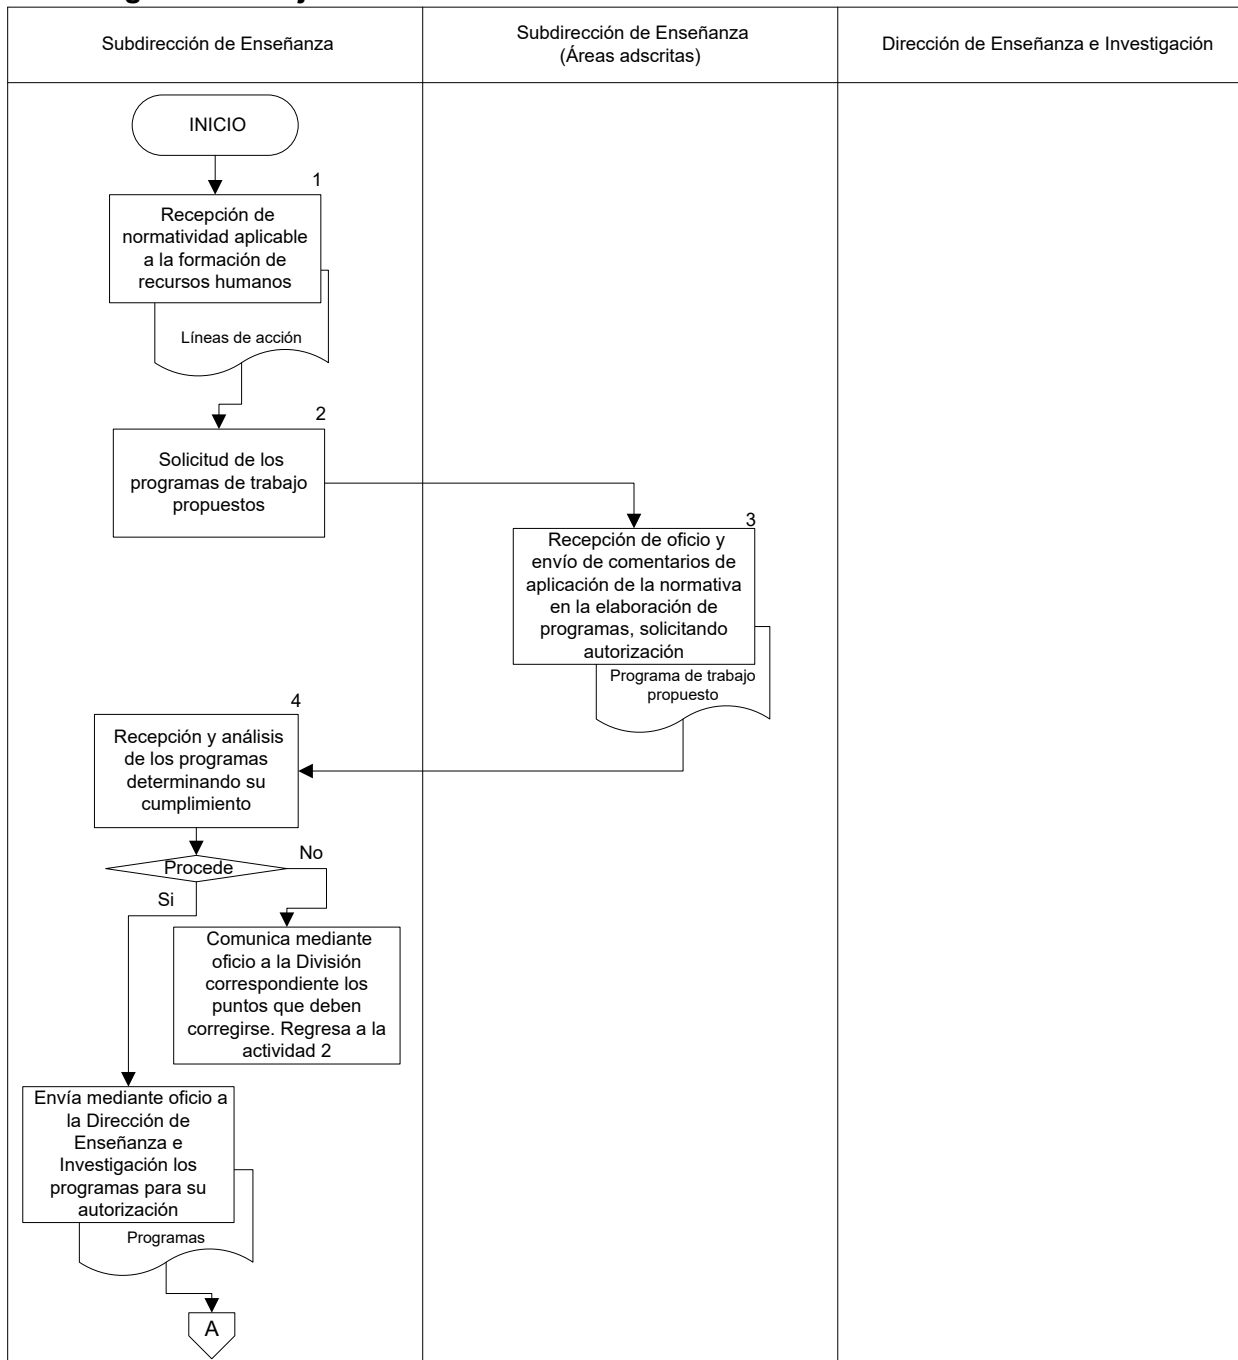 Subdirección de Enseñanza
Subdirección de Enseñanza
(Áreas adscritas)
Dirección de Enseñanza e Investigación
INICIO
1
Recepción de
normatividad aplicable
a la formación de
recursos humanos
Líneas de acción
2
Solicitud de los
programas de trabajo
propuestos
3
Recepción de oficio y
envío de comentarios de
aplicación de la normativa
en la elaboración de
programas, solicitando
autorización
Programa de trabajo
propuesto
4
Recepción y análisis
de los programas
determinando su
cumplimiento
Procede
No
Si
Comunica mediante
oficio a la División
correspondiente los
puntos que deben
corregirse. Regresa a la
actividad 2
Envía mediante oficio a
la Dirección de
Enseñanza e
Investigación los
programas para su
autorización
Programas
A